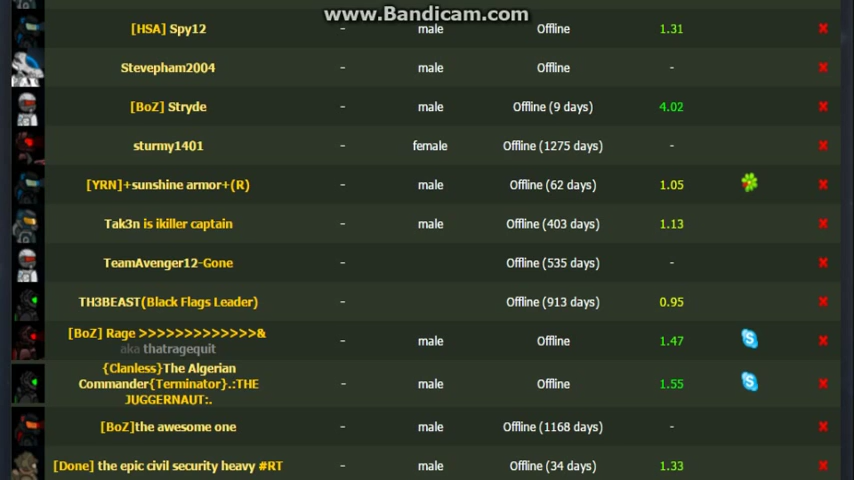 www.Bandicam.com
[HSA] Spy12 - male Offline 1.31
Stevepham2004 - male Offline -
[BoZ] Stryde - male Offline (9 days) 4.02
sturmy1401 - female Offline (1275 days) -
[YRN]+sunshine armor+(R) - male Offline (62 days) 1.05
Tak3n is ikiller captain - male Offline (403 days) 1.13
TeamAvenger12-Gone - Offline (535 days) -
TH3BEAST(Black Flags Leader) - Offline (913 days) 0.95
[BoZ] Rage >>>>>>>>>>>>>&
aka thatragequit - male Offline 1.47
{Clanless}The Algerian
Commander{Terminator}.:THE - male Offline 1.55
JUGGERNAUT:.
[BoZ]the awesome one - male Offline (1168 days) -
[Done] the epic civil security heavy #RT - male Offline (34 days) 1.33